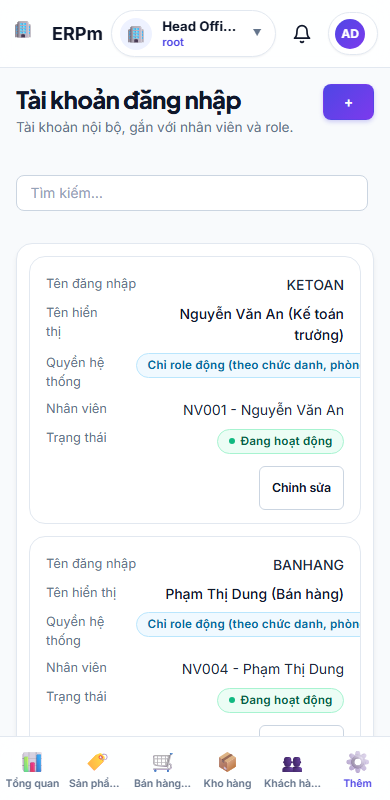 ERPm
Head Offi...
root
AD
Tài khoản đăng nhập
+
Tài khoản nội bộ, gắn với nhân viên và role.
Tìm kiếm...
Tên đăng nhập
KETOAN
Tên hiển thị
Nguyễn Văn An (Kế toán
trưởng)
Quyền hệ thống
Chỉ role động (theo chức danh, phòn
Nhân viên
NV001 - Nguyễn Văn An
Trạng thái
Đang hoạt động
Chỉnh sửa
Tên đăng nhập
BANHANG
Tên hiển thị
Phạm Thị Dung (Bán hàng)
Quyền hệ thống
Chỉ role động (theo chức danh, phòn
Nhân viên
NV004 - Phạm Thị Dung
Trạng thái
Đang hoạt động
Tổng quan
Sản phẩ...
Bán hàng...
Kho hàng
Khách hà...
Thêm